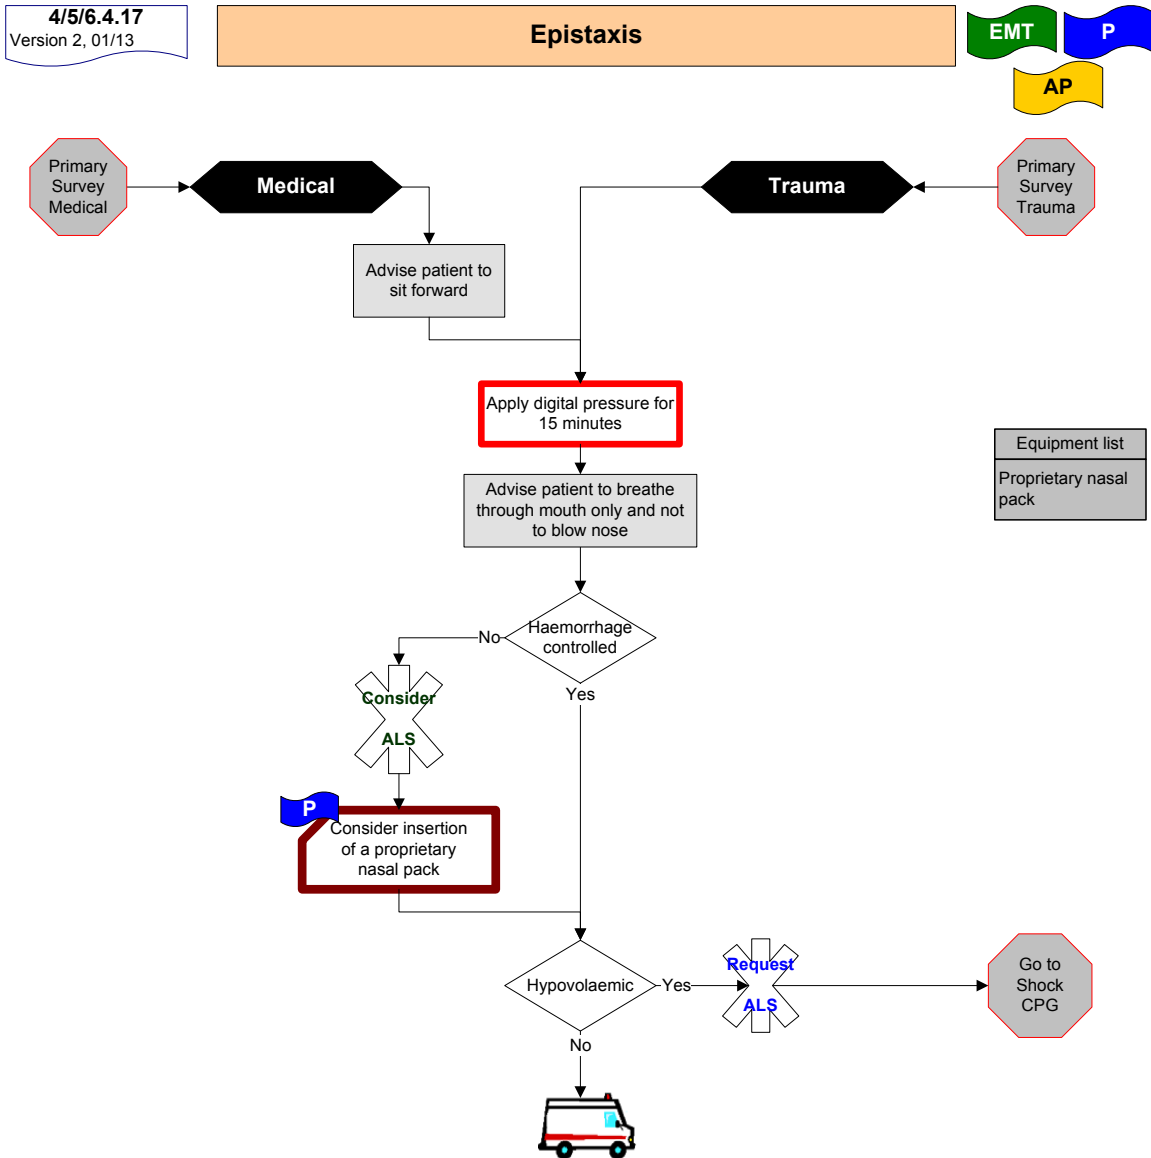 4/5/6.4.17
Version 2, 01/13
Epistaxis
EMT
P
AP
Primary
Survey
Medical
Medical
Trauma
Primary
Survey
Trauma
Advise patient to
sit forward
Apply digital pressure for
15 minutes
Equipment list
Proprietary nasal
pack
Advise patient to breathe
through mouth only and not
to blow nose
Haemorrhage
controlled
No
Yes
Consider
ALS
P
Consider insertion
of a proprietary
nasal pack
Hypovolaemic
Yes
Request
ALS
Go to
Shock
CPG
No